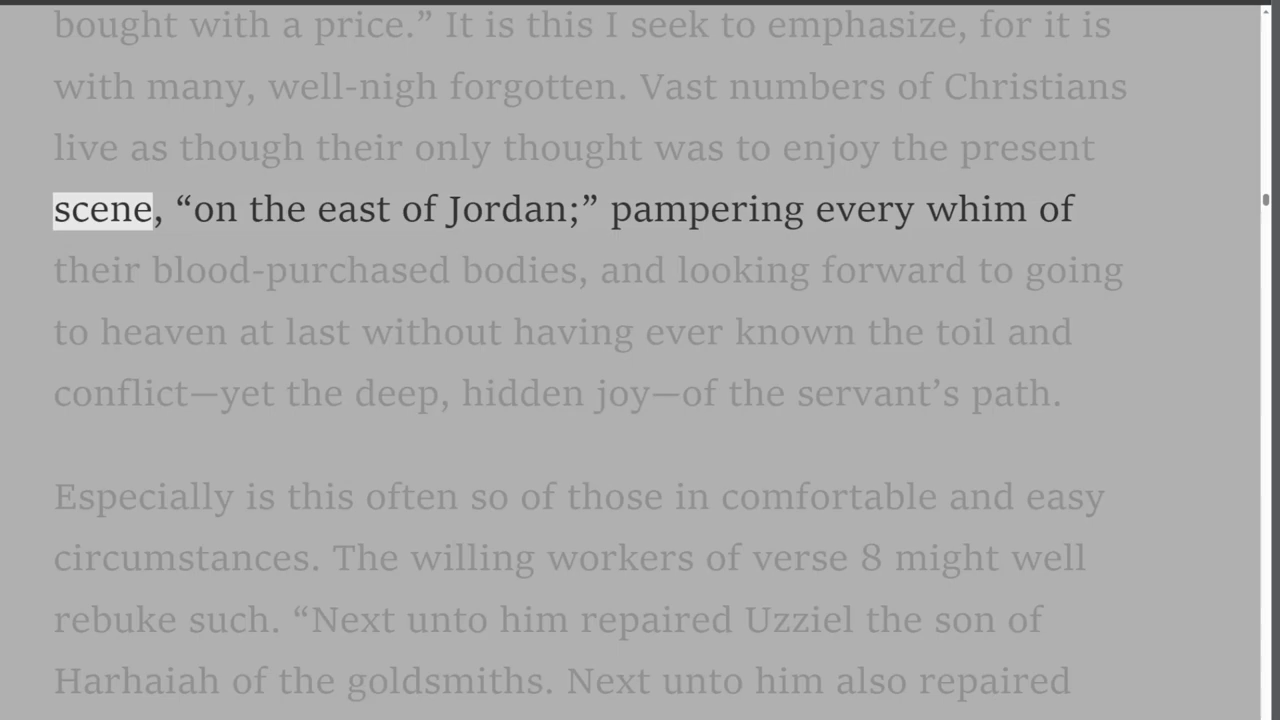 bought with a price.” It is this I seek to emphasize, for it is
with many, well-nigh forgotten. Vast numbers of Christians
live as though their only thought was to enjoy the present
scene, “on the east of Jordan;” pampering every whim of
their blood-purchased bodies, and looking forward to going
to heaven at last without having ever known the toil and
conflict—yet the deep, hidden joy—of the servant’s path.
Especially is this often so of those in comfortable and easy
circumstances. The willing workers of verse 8 might well
rebuke such. “Next unto him repaired Uzziel the son of
Harhaiah of the goldsmiths. Next unto him also repaired